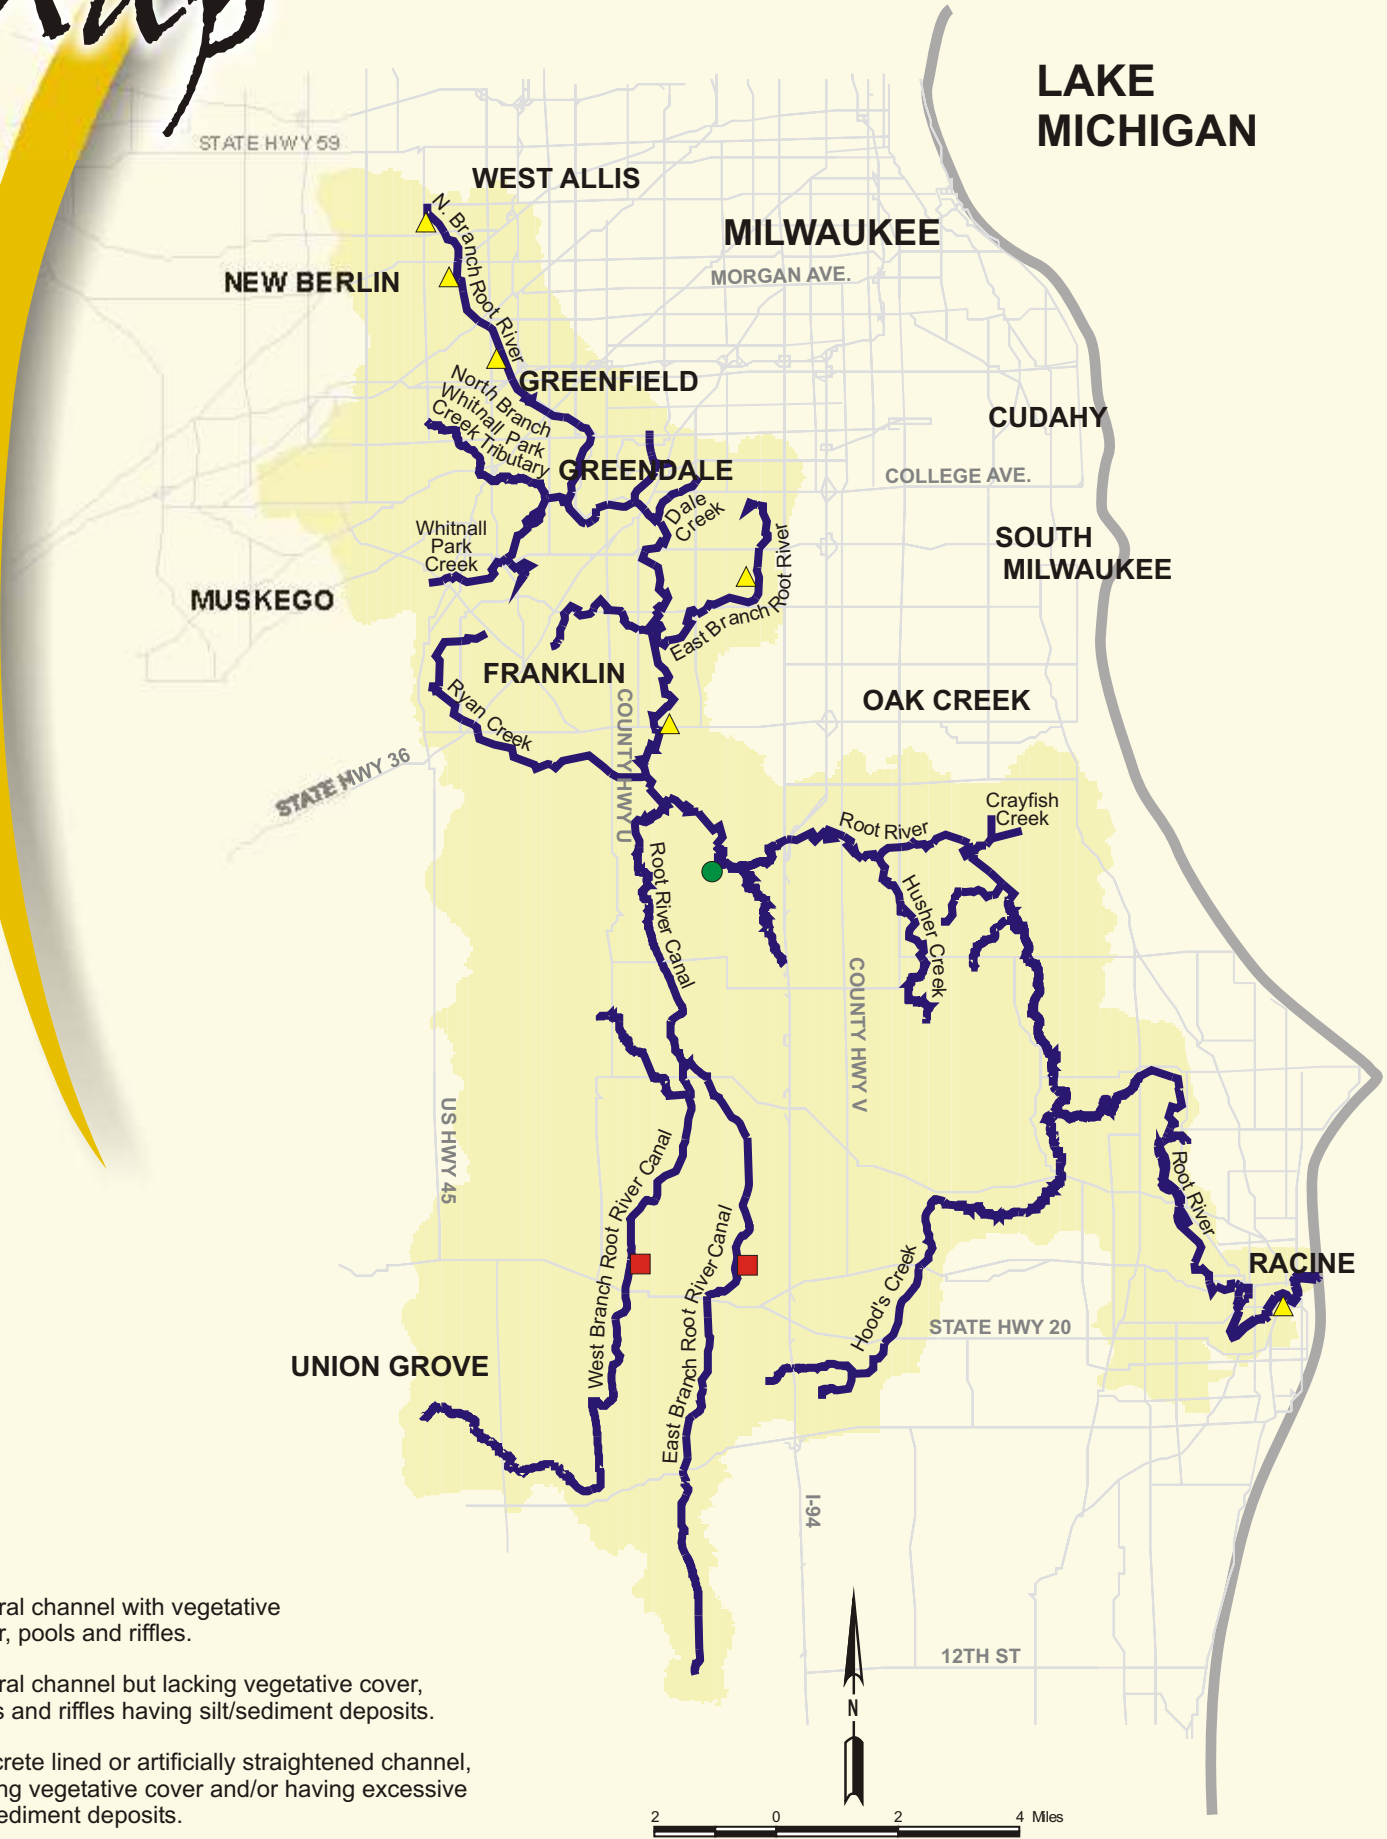 LAKE
MICHIGAN
STATE HWY 59
WEST ALLIS
N. Branch Root River
MILWAUKEE
NEW BERLIN
MORGAN AVE.
GREENFIELD
North Branch
Whitnall Park
Creek Tributary
CUDAHY
GREENDALE
COLLEGE AVE.
Dale
Creek
Whitnall
Park
Creek
SOUTH
MILWAUKEE
MUSKEGO
East Branch Root River
FRANKLIN
Ryan Creek
COUNTY HWY U
OAK CREEK
STATE HWY 36
Crayfish
Creek
Root River
Root River Canal
Husher Creek
COUNTY HWY V
US HWY 45
West Branch Root River Canal
East Branch Root River Canal
Root River
Hood's Creek
RACINE
STATE HWY 20
UNION GROVE
I-94
12TH ST
N
ral channel with vegetative
r, pools and riffles.
ral channel but lacking vegetative cover,
s and riffles having silt/sediment deposits.
crete lined or artificially straightened channel,
ng vegetative cover and/or having excessive
ediment deposits.
2 0 2 4 Miles